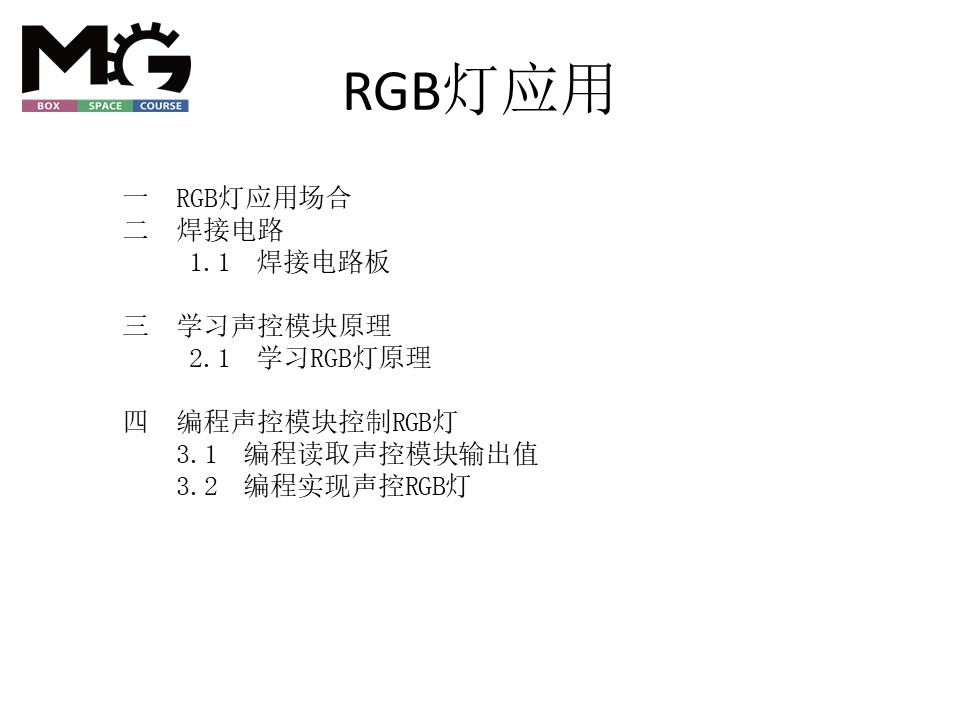 MG
BOX SPACE COURSE
RGB灯应用
一 RGB灯应用场合
二 焊接电路
1.1 焊接电路板
三 学习声控模块原理
2.1 学习RGB灯原理
四 编程声控模块控制RGB灯
3.1 编程读取声控模块输出值
3.2 编程实现声控RGB灯